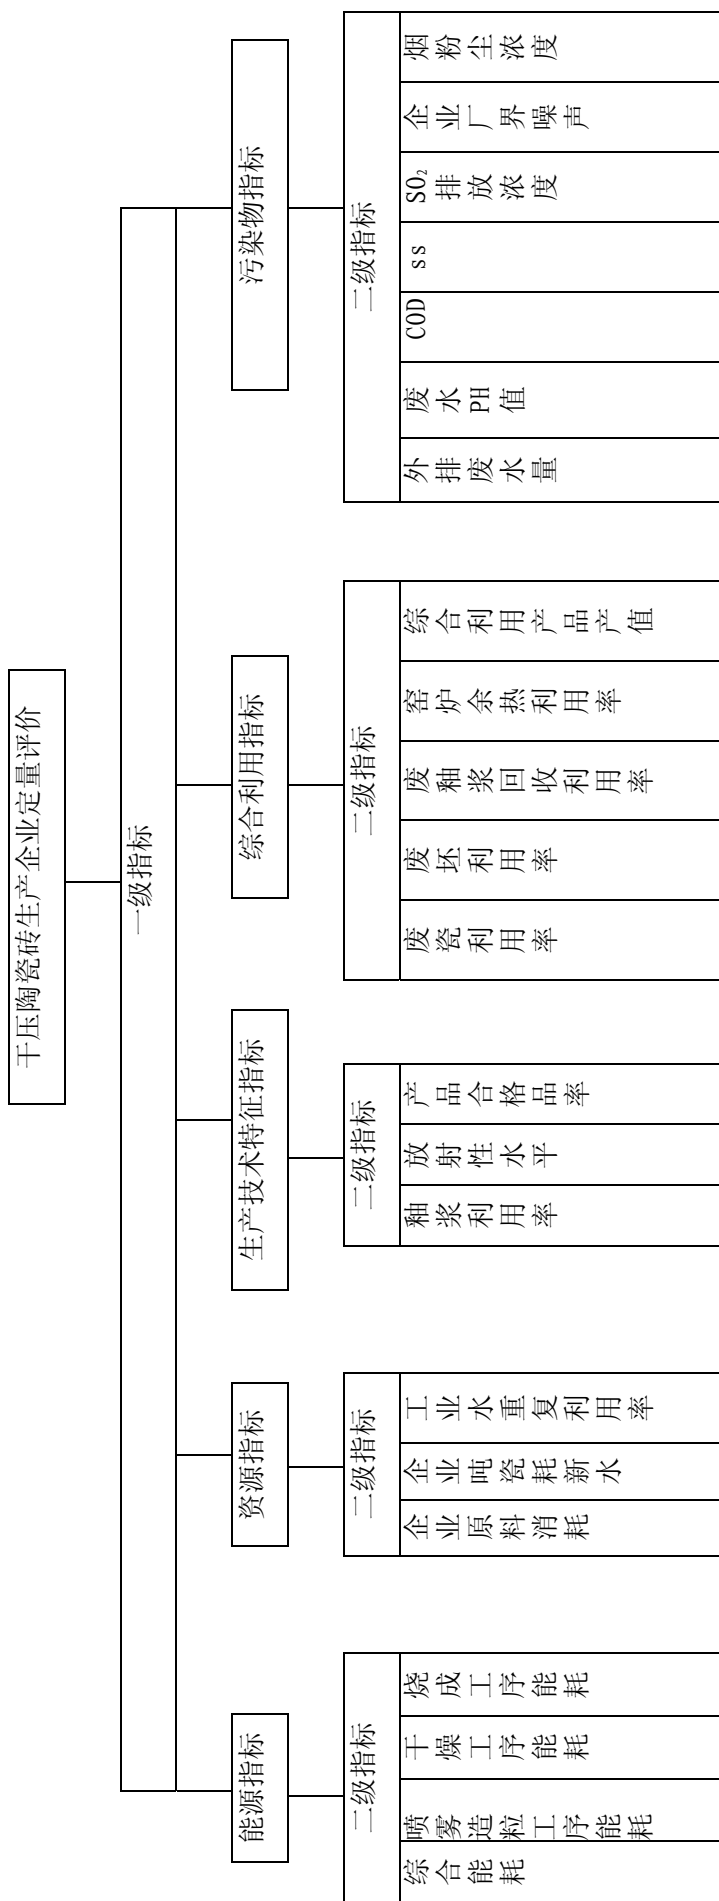 干压陶瓷砖生产企业定量评价
一级指标
能源指标
二级指标
综合能耗
喷雾造粒工序能耗
干燥工序能耗
烧成工序能耗
资源指标
二级指标
企业原料消耗
企业吨瓷耗新水
工业水重复利用率
生产技术特征指标
二级指标
釉浆利用率
放射性水平
产品合格品率
综合利用指标
二级指标
废瓷利用率
废坯利用率
废釉浆回收利用率
窑炉余热利用率
综合利用产品产值
污染物指标
二级指标
外排废水量
废水PH值
COD
ss
SO₂排放浓度
企业厂界噪声
烟粉尘浓度